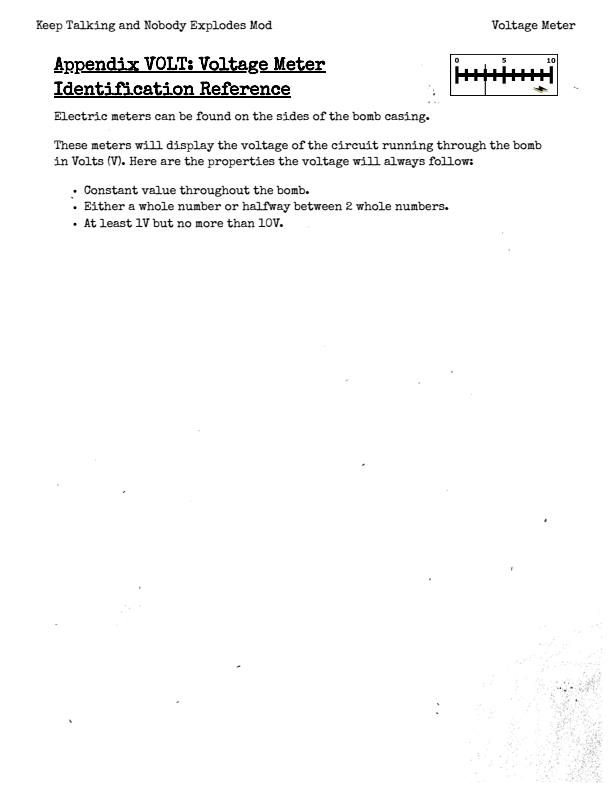 Keep Talking and Nobody Explodes Mod
Voltage Meter
Appendix VOLT: Voltage Meter
Identification Reference
0 5 10
Electric meters can be found on the sides of the bomb casing.
These meters will display the voltage of the circuit running through the bomb
in Volts (V). Here are the properties the voltage will always follow:
• Constant value throughout the bomb.
• Either a whole number or halfway between 2 whole numbers.
• At least 1V but no more than 10V.